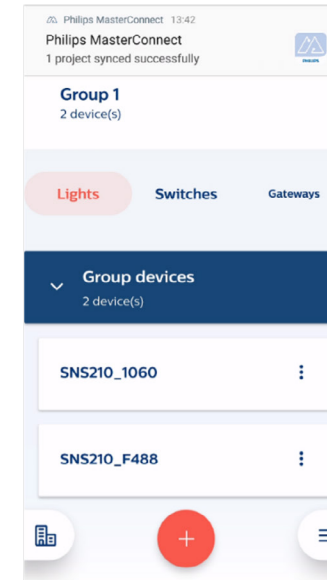 Philips MasterConnect 13:42
Philips MasterConnect
1 project synced successfully
PHILIPS
Group 1
2 device(s)
Lights
Switches
Gateways
Group devices
2 device(s)
SNS210_1060
SNS210_F488